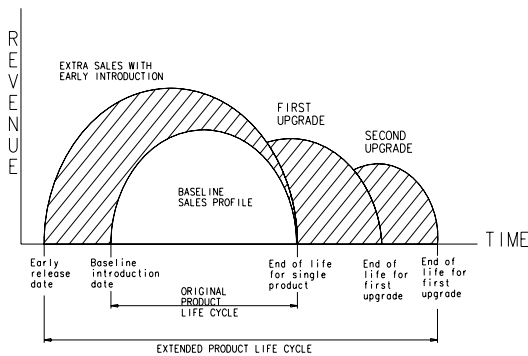 REVENUE
EXTRA SALES WITH
EARLY INTRODUCTION
FIRST
UPGRADE
SECOND
UPGRADE
BASELINE
SALES PROFILE
TIME
Early
release
date
Baseline
introduction
date
End of life
for single
product
End of
life for
first
upgrade
End of
life for
first
upgrade
ORIGINAL
PRODUCT
LIFE CYCLE
EXTENDED PRODUCT LIFE CYCLE